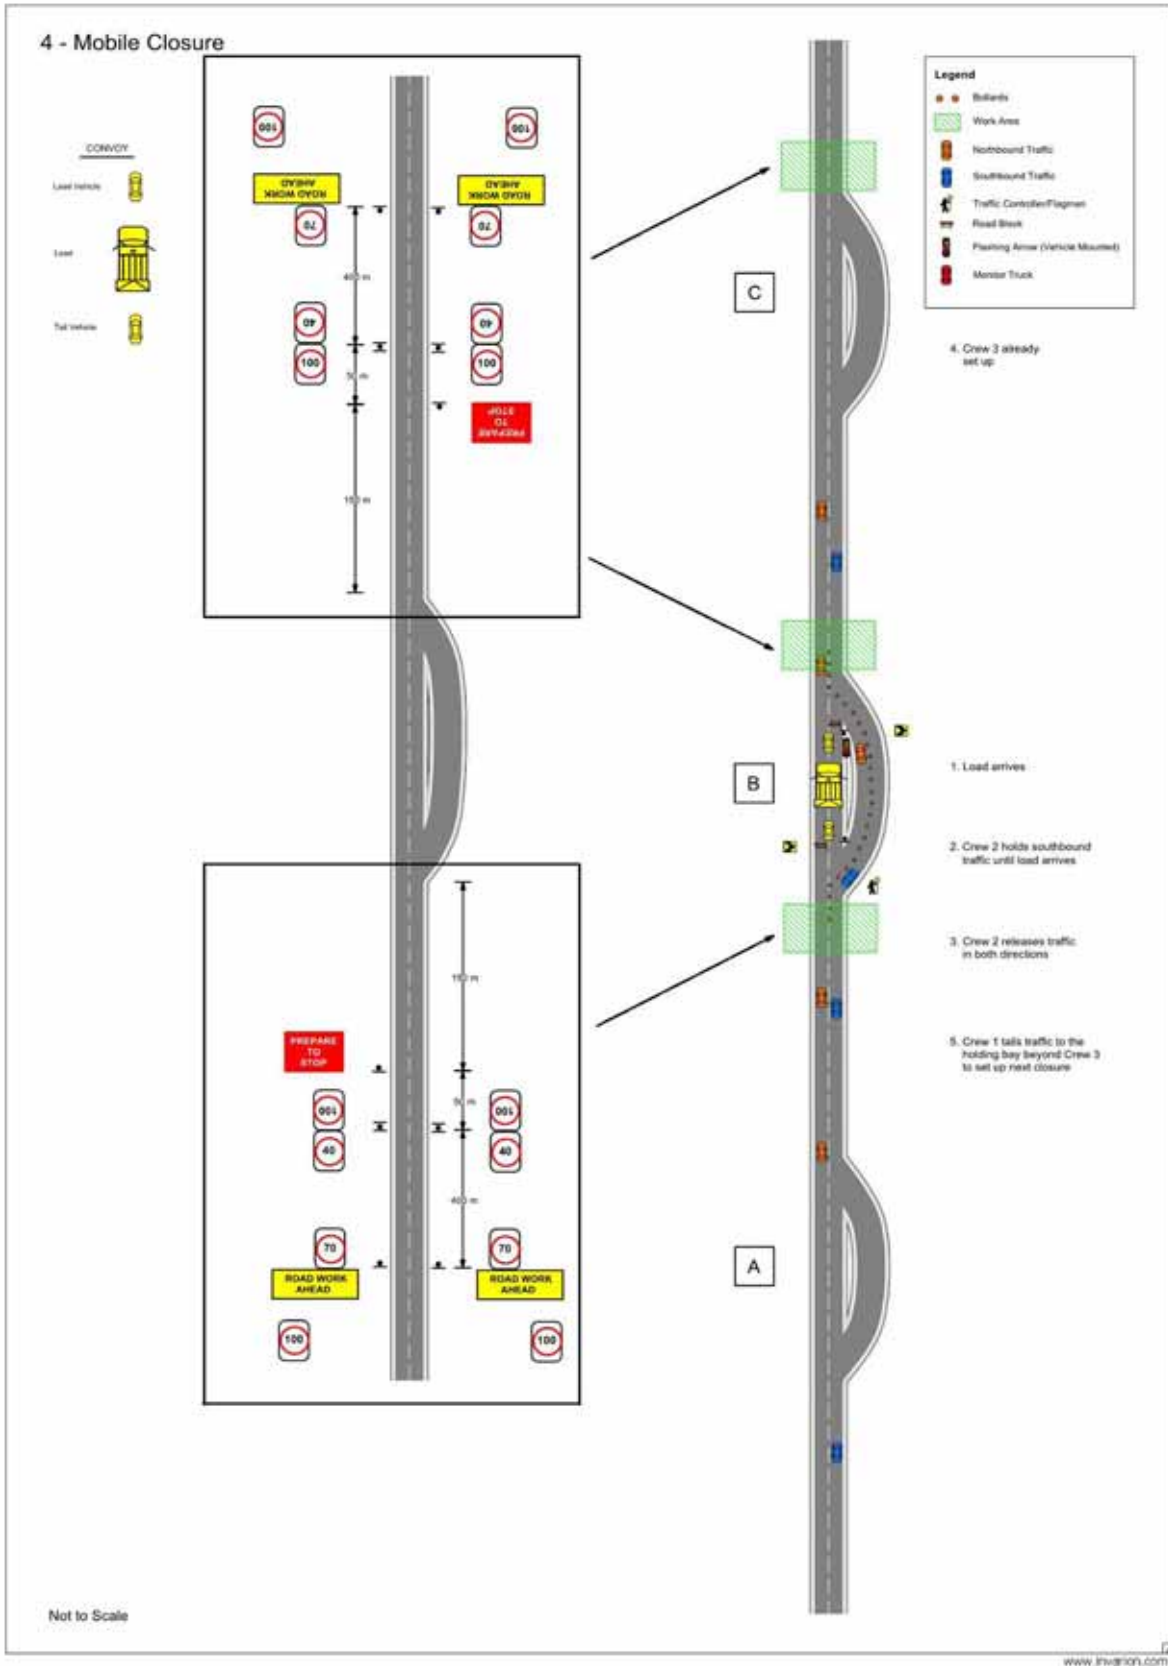 4 - Mobile Closure
CONVOY
Lead Vehicle
Load
Tail Vehicle
100
100
ROAD WORK
AHEAD
ROAD WORK
AHEAD
70
70
400 m
40
40
100
100
50 m
PREPARE
TO
STOP
150 m
150 m
PREPARE
TO
STOP
50 m
100
100
40
40
400 m
70
70
ROAD WORK
AHEAD
ROAD WORK
AHEAD
100
100
C
B
A
Legend
Bollards
Work Area
Northbound Traffic
Southbound Traffic
Traffic Controller/Flagman
Road Block
Flashing Arrow (Vehicle Mounted)
Monitor Truck
4. Crew 3 already
set up
1. Load arrives
2. Crew 2 holds southbound
traffic until load arrives
3. Crew 2 releases traffic
in both directions
5. Crew 1 tails traffic to the
holding bay beyond Crew 3
to set up next closure
Not to Scale
www.invarion.com